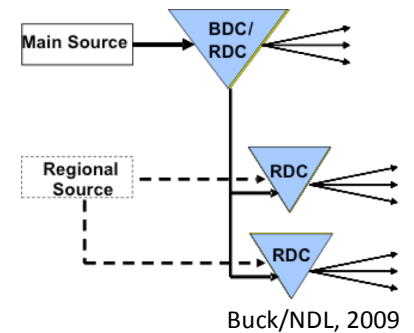 Main Source
BDC/
RDC
Regional
Source
RDC
RDC
Buck/NDL, 2009